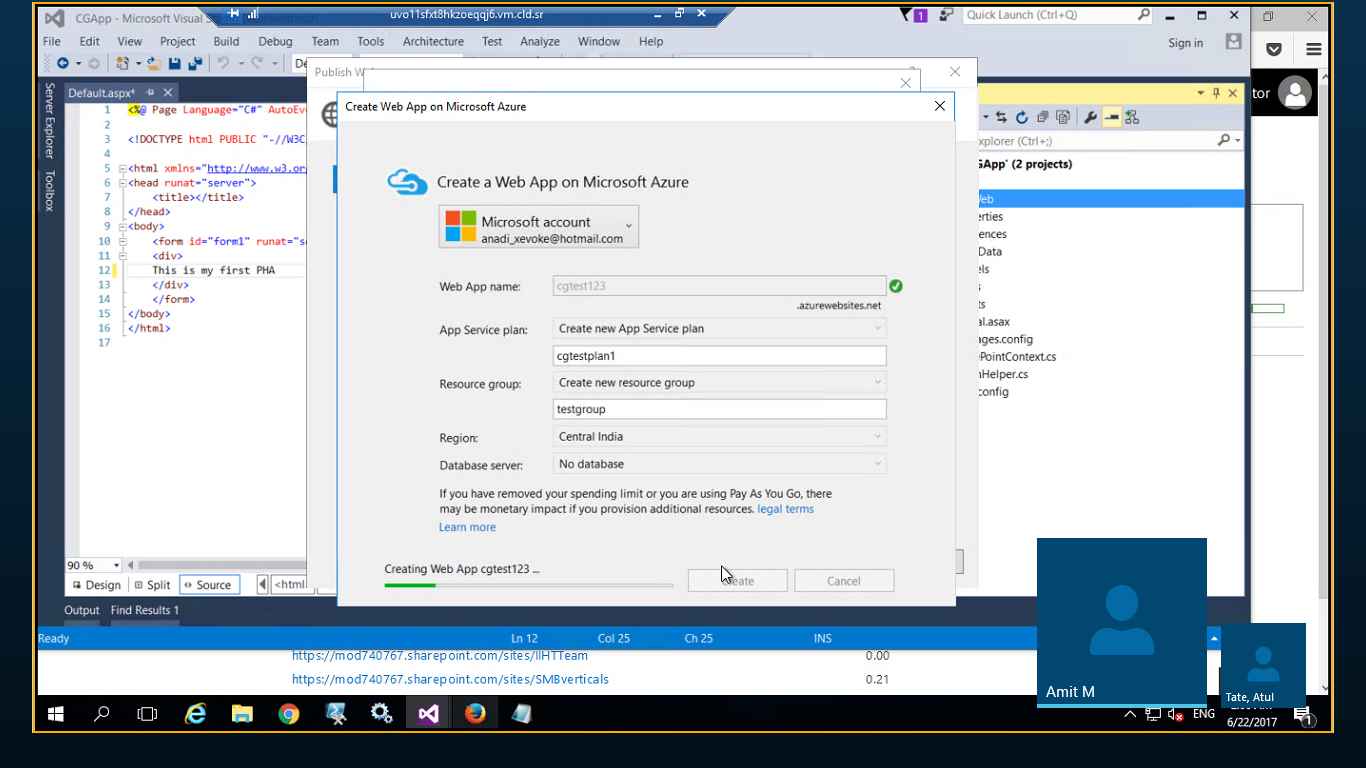 CGApp - Microsoft Visual S
uvo11sfxt8hkzoeqqj6.vm.cld.sr
1
Quick Launch (Ctrl+Q)
File Edit View Project Build Debug Team Tools Architecture Test Analyze Window Help
Sign in
Server Explorer
Toolbox
Default.aspx*
Publish W
Create Web App on Microsoft Azure
1 <%@ Page Language="C#" AutoEv
2
3 <!DOCTYPE html PUBLIC "-//W3C
4
5 <html xmlns="http://www.w3.or
6 <head runat="server">
7 <title></title>
8 </head>
9 <body>
10 <form id="form1" runat="s
11 <div>
12 This is my first PHA
13 </div>
14 </form>
15 </body>
16 </html>
17
90 %
Design Split Source <html
Output Find Results 1
Create a Web App on Microsoft Azure
Microsoft account
anadi_xevoke@hotmail.com
Web App name: cgtest123
.azurewebsites.net
App Service plan: Create new App Service plan
cgtestplan1
Resource group: Create new resource group
testgroup
Region: Central India
Database server: No database
If you have removed your spending limit or you are using Pay As You Go, there
may be monetary impact if you provision additional resources. legal terms
Learn more
Creating Web App cgtest123 ...
Cancel
tor
xplorer (Ctrl+;)
GApp' (2 projects)
eb
erties
ences
Data
els
s
ts
al.asax
ages.config
ePointContext.cs
nHelper.cs
config
Ready Ln 12 Col 25 Ch 25 INS
https://mod740767.sharepoint.com/sites/IIHTTeam 0.00
https://mod740767.sharepoint.com/sites/SMBverticals 0.21
Amit M
Tate, Atul
ENG
6/22/2017
1